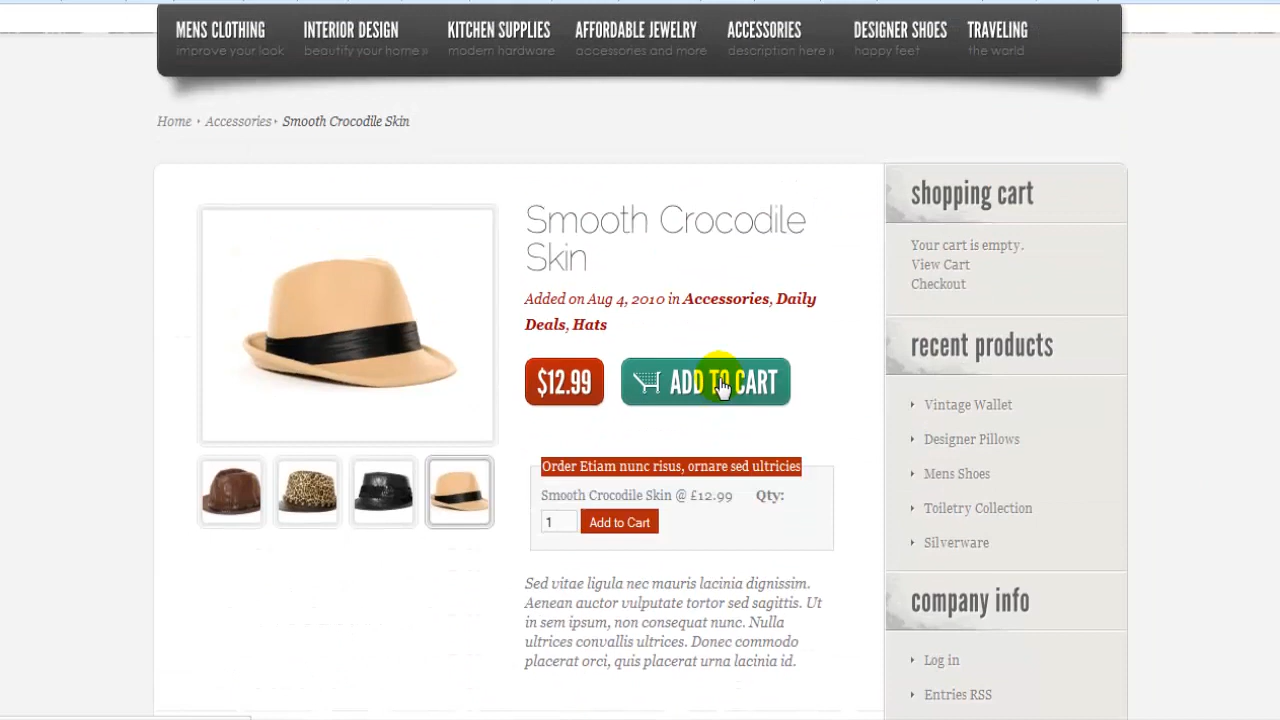 MENS CLOTHING INTERIOR DESIGN KITCHEN SUPPLIES AFFORDABLE JEWELRY ACCESSORIES DESIGNER SHOES TRAVELING
improve your look beautify your home » modern hardware accessories and more description here » happy feet the world
Home Accessories Smooth Crocodile Skin
Smooth Crocodile
Skin
Added on Aug 4, 2010 in Accessories, Daily
Deals, Hats
$12.99 ADD TO CART
Order Etiam nunc risus, ornare sed ultricies
Smooth Crocodile Skin @ £12.99 Qty:
1 Add to Cart
Sed vitae ligula nec mauris lacinia dignissim.
Aenean auctor vulputate tortor sed sagittis. Ut
in sem ipsum, non consequat nunc. Nulla
ultrices convallis ultrices. Donec commodo
placerat orci, quis placerat urna lacinia id.
shopping cart
Your cart is empty.
View Cart
Checkout
recent products
Vintage Wallet
Designer Pillows
Mens Shoes
Toiletry Collection
Silverware
company info
Log in
Entries RSS